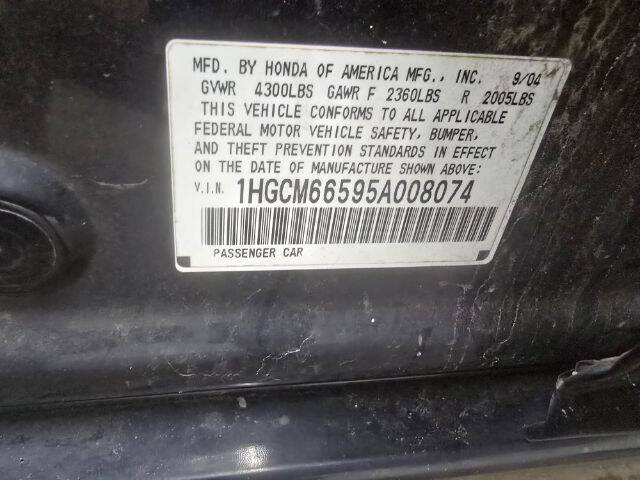 MFD. BY HONDA OF AMERICA MFG., INC. 9/04
GVWR 4300LBS GAWR F 2360LBS R 2005LBS
THIS VEHICLE CONFORMS TO ALL APPLICABLE
FEDERAL MOTOR VEHICLE SAFETY, BUMPER,
AND THEFT PREVENTION STANDARDS IN EFFECT
ON THE DATE OF MANUFACTURE SHOWN ABOVE:
V.I.N. 1HGCM66595A008074
PASSENGER CAR